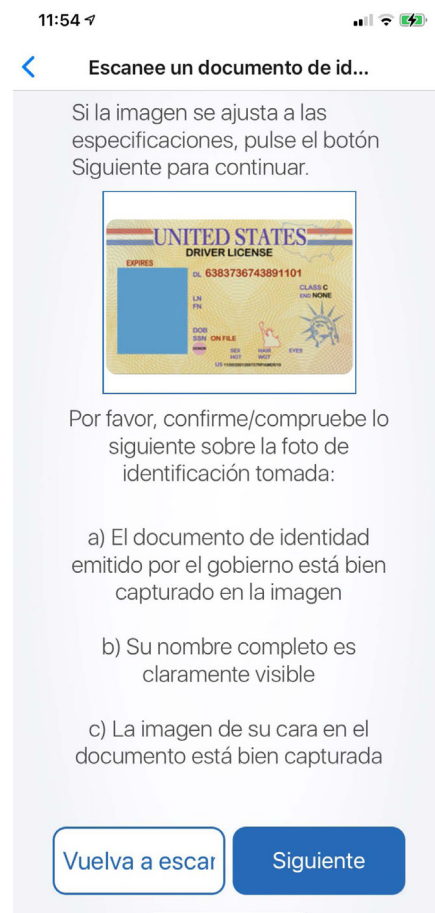 11:54
Escanee un documento de id...
Si la imagen se ajusta a las
especificaciones, pulse el botón
Siguiente para continuar.
UNITED STATES
DRIVER LICENSE
EXPIRES
DL 6383736743891101
CLASS C
END NONE
LN
FN
DOB
SSN ON FILE
SEX HAIR EYES
HGT WGT
Por favor, confirme/compruebe lo
siguiente sobre la foto de
identificación tomada:
a) El documento de identidad
emitido por el gobierno está bien
capturado en la imagen
b) Su nombre completo es
claramente visible
c) La imagen de su cara en el
documento está bien capturada
Vuelva a escar
Siguiente